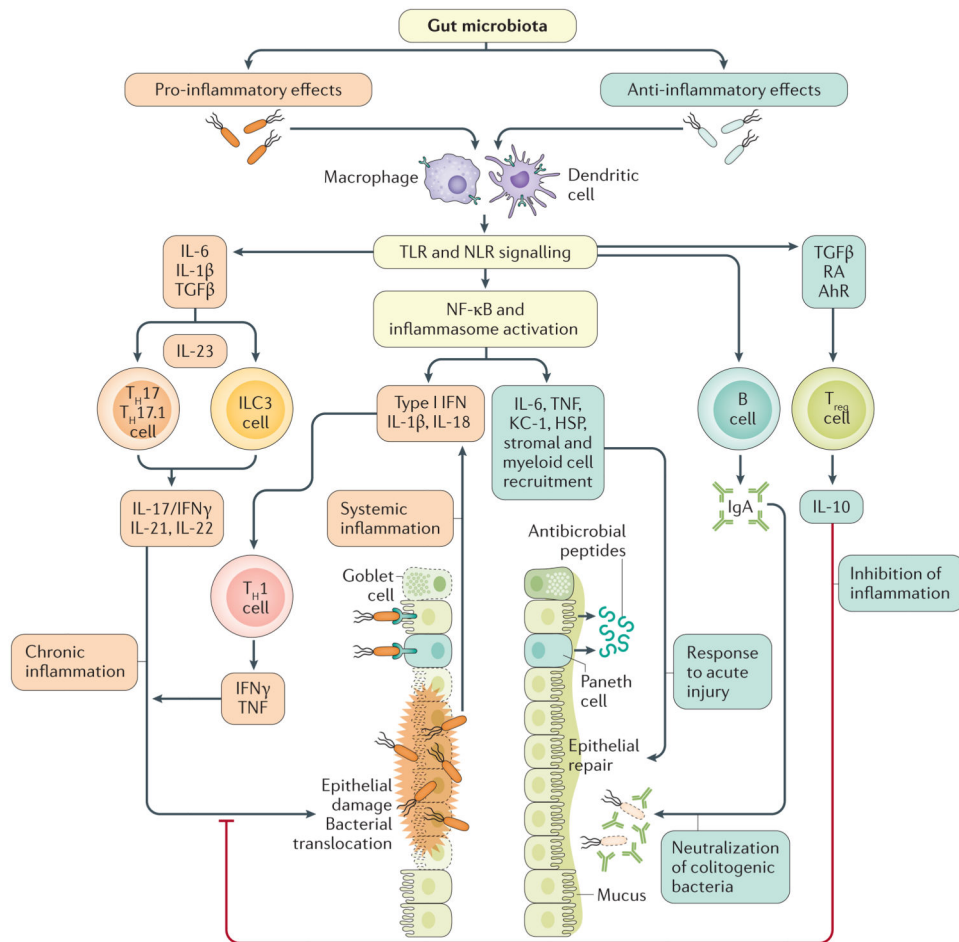 Gut microbiota
Pro-inflammatory effects
Anti-inflammatory effects
Macrophage
Dendritic
cell
IL-6
IL-1β
TGFβ
TLR and NLR signalling
TGFβ
RA
AhR
NF-κB and
inflammasome activation
IL-23
TH17
TH17.1
cell
ILC3
cell
Type I IFN
IL-1β, IL-18
IL-6, TNF,
KC-1, HSP,
stromal and
myeloid cell
recruitment
B
cell
Treg
cell
IL-17/IFNγ
IL-21, IL-22
Systemic
inflammation
IgA
IL-10
Antibicrobial
peptides
Goblet
cell
TH1
cell
Inhibition of
inflammation
Chronic
inflammation
IFNγ
TNF
Paneth
cell
Response
to acute
injury
Epithelial
repair
Epithelial
damage
Bacterial
translocation
Neutralization
of colitogenic
bacteria
Mucus